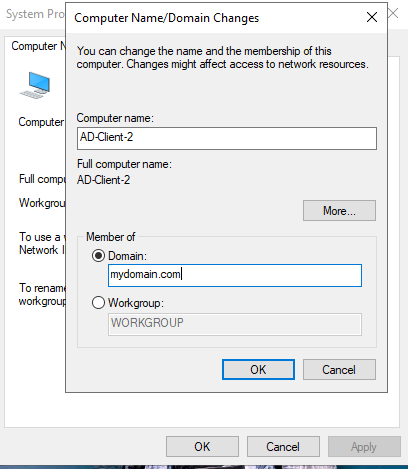 System Pro
Computer Name/Domain Changes
Computer N
You can change the name and the membership of this
computer. Changes might affect access to network resources.
Computer
Computer name:
AD-Client-2
Full computer name:
Full compu
AD-Client-2
Workgrou
More...
To use a
Network I
Member of
Domain:
mydomain.com
To rename
workgroup
Workgroup:
WORKGROUP
OK
Cancel
OK
Cancel
Apply